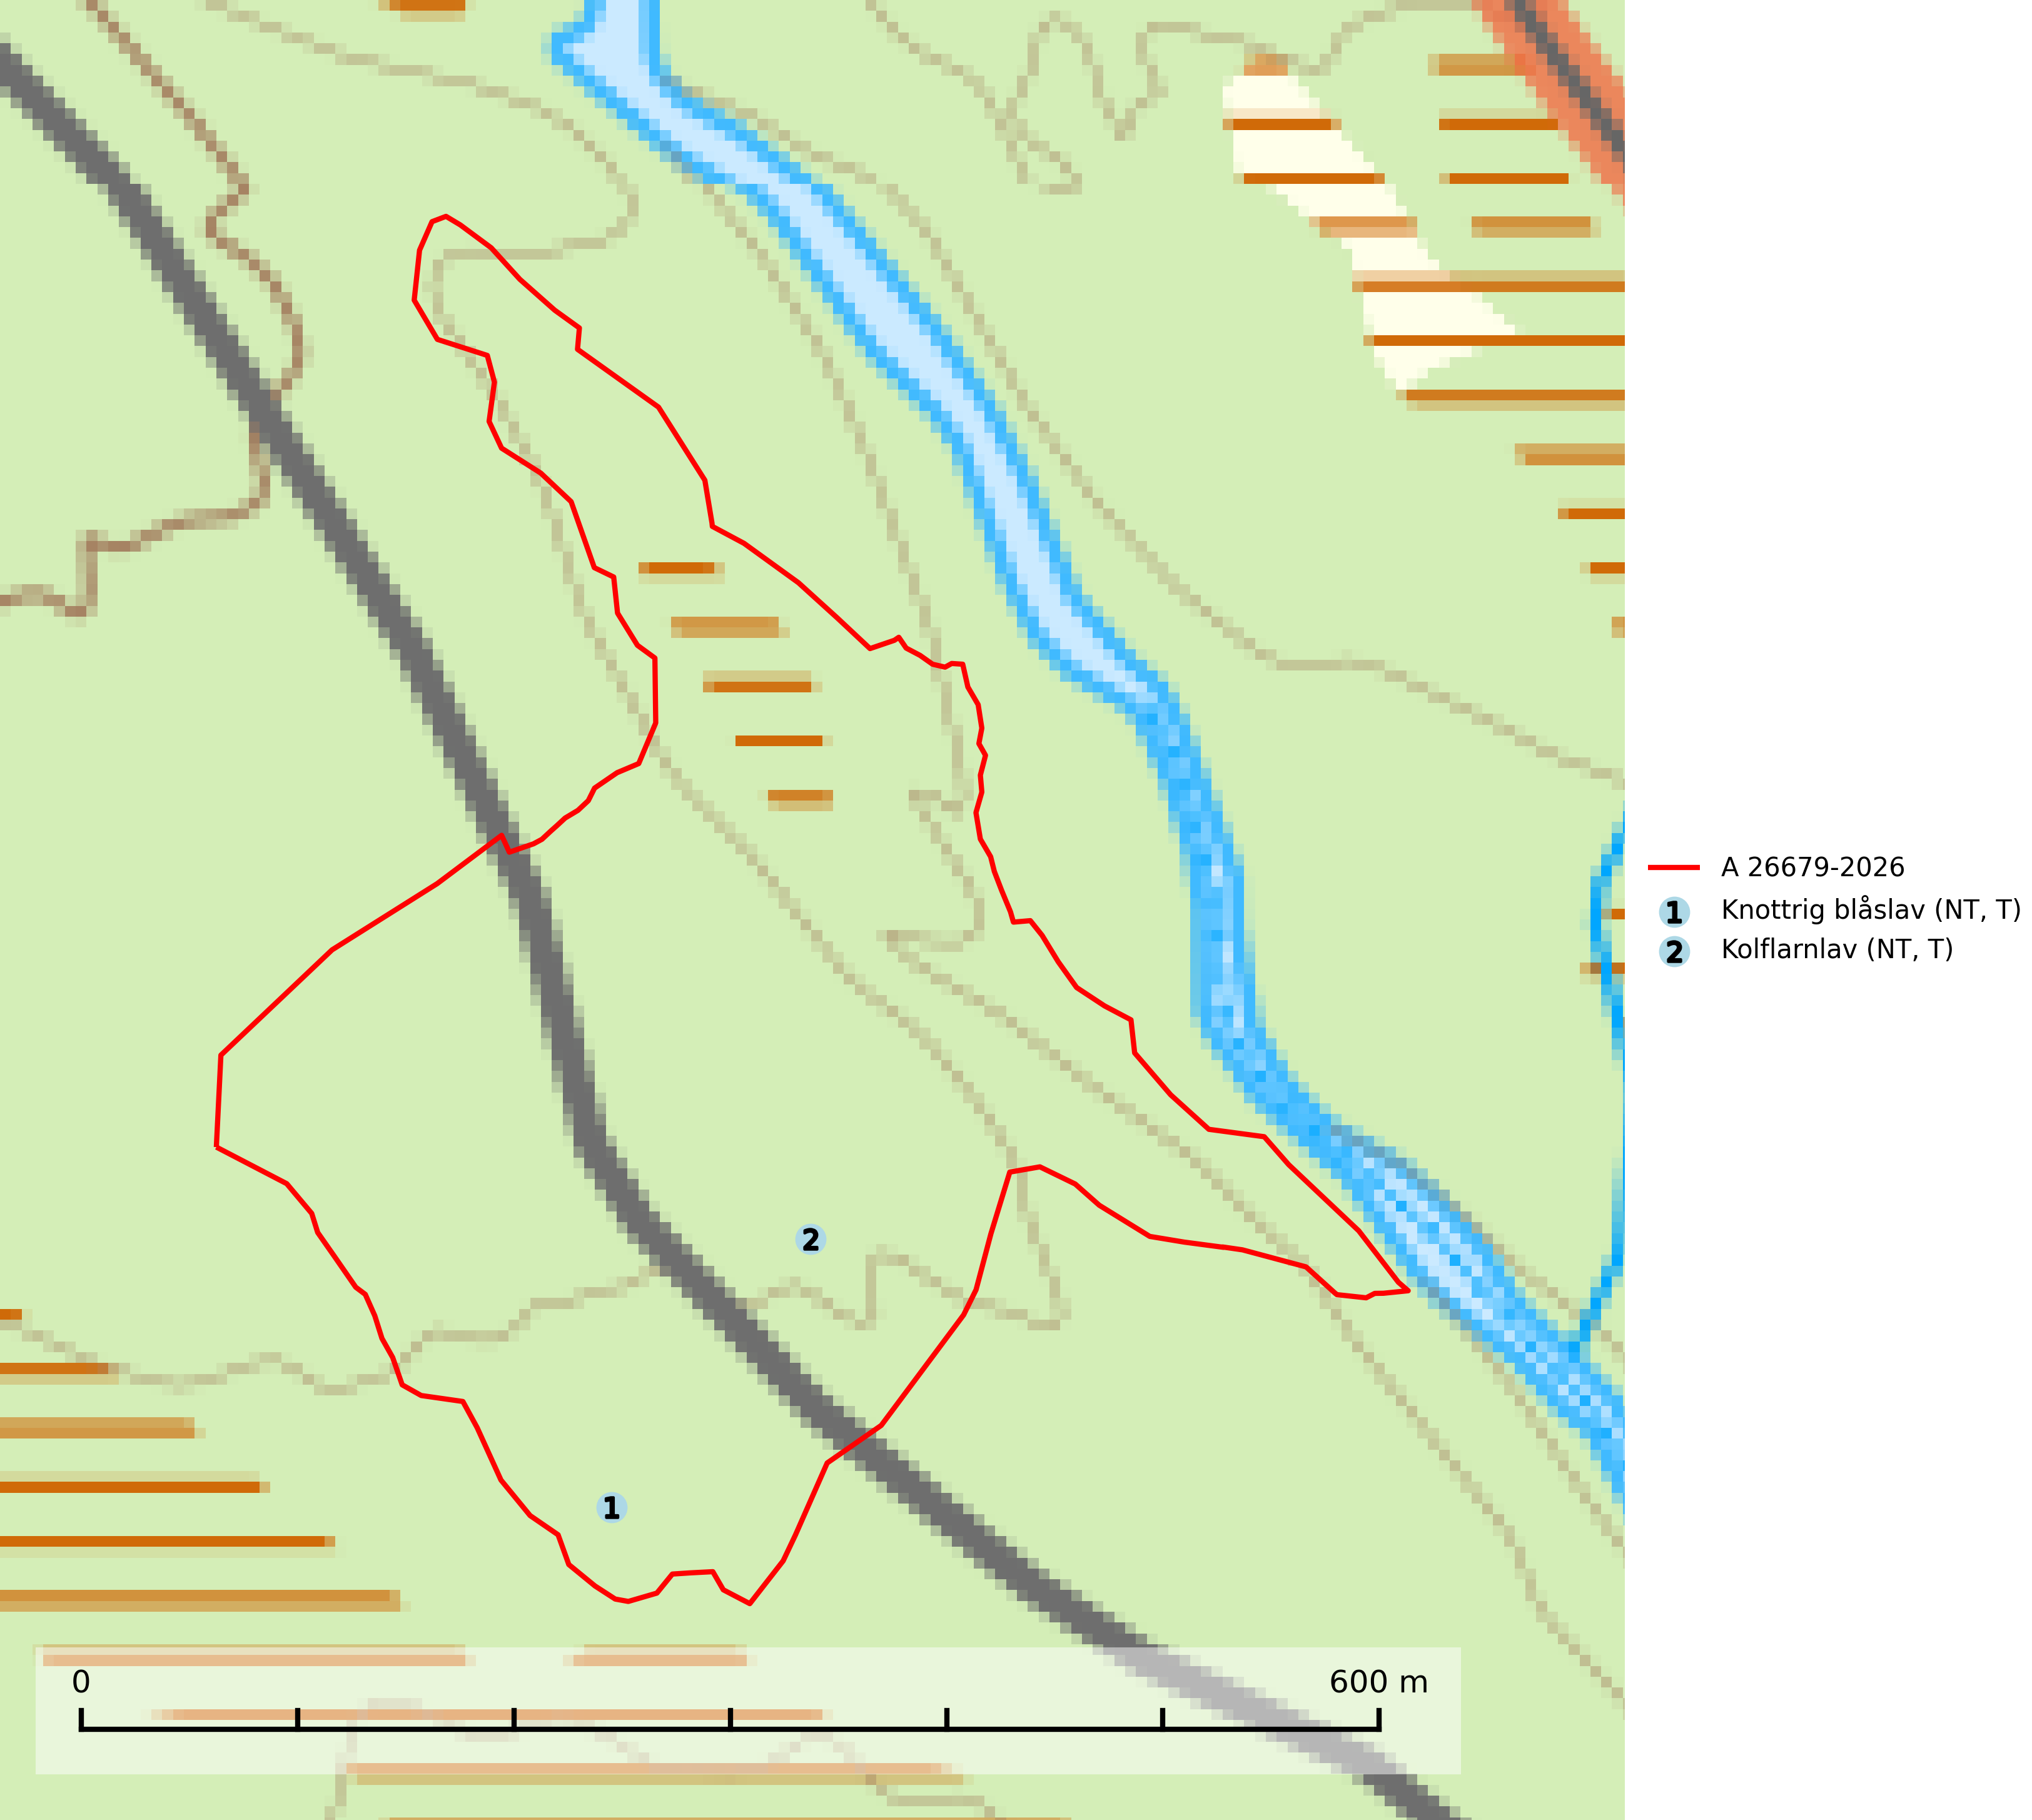 A 26679-2026
1 Knottrig blåslav (NT, T)
2 Kolflarnlav (NT, T)
2
1
0 600 m